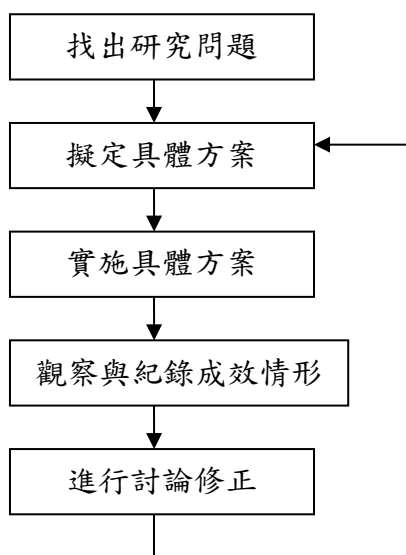 找出研究問題
擬定具體方案
實施具體方案
觀察與紀錄成效情形
進行討論修正